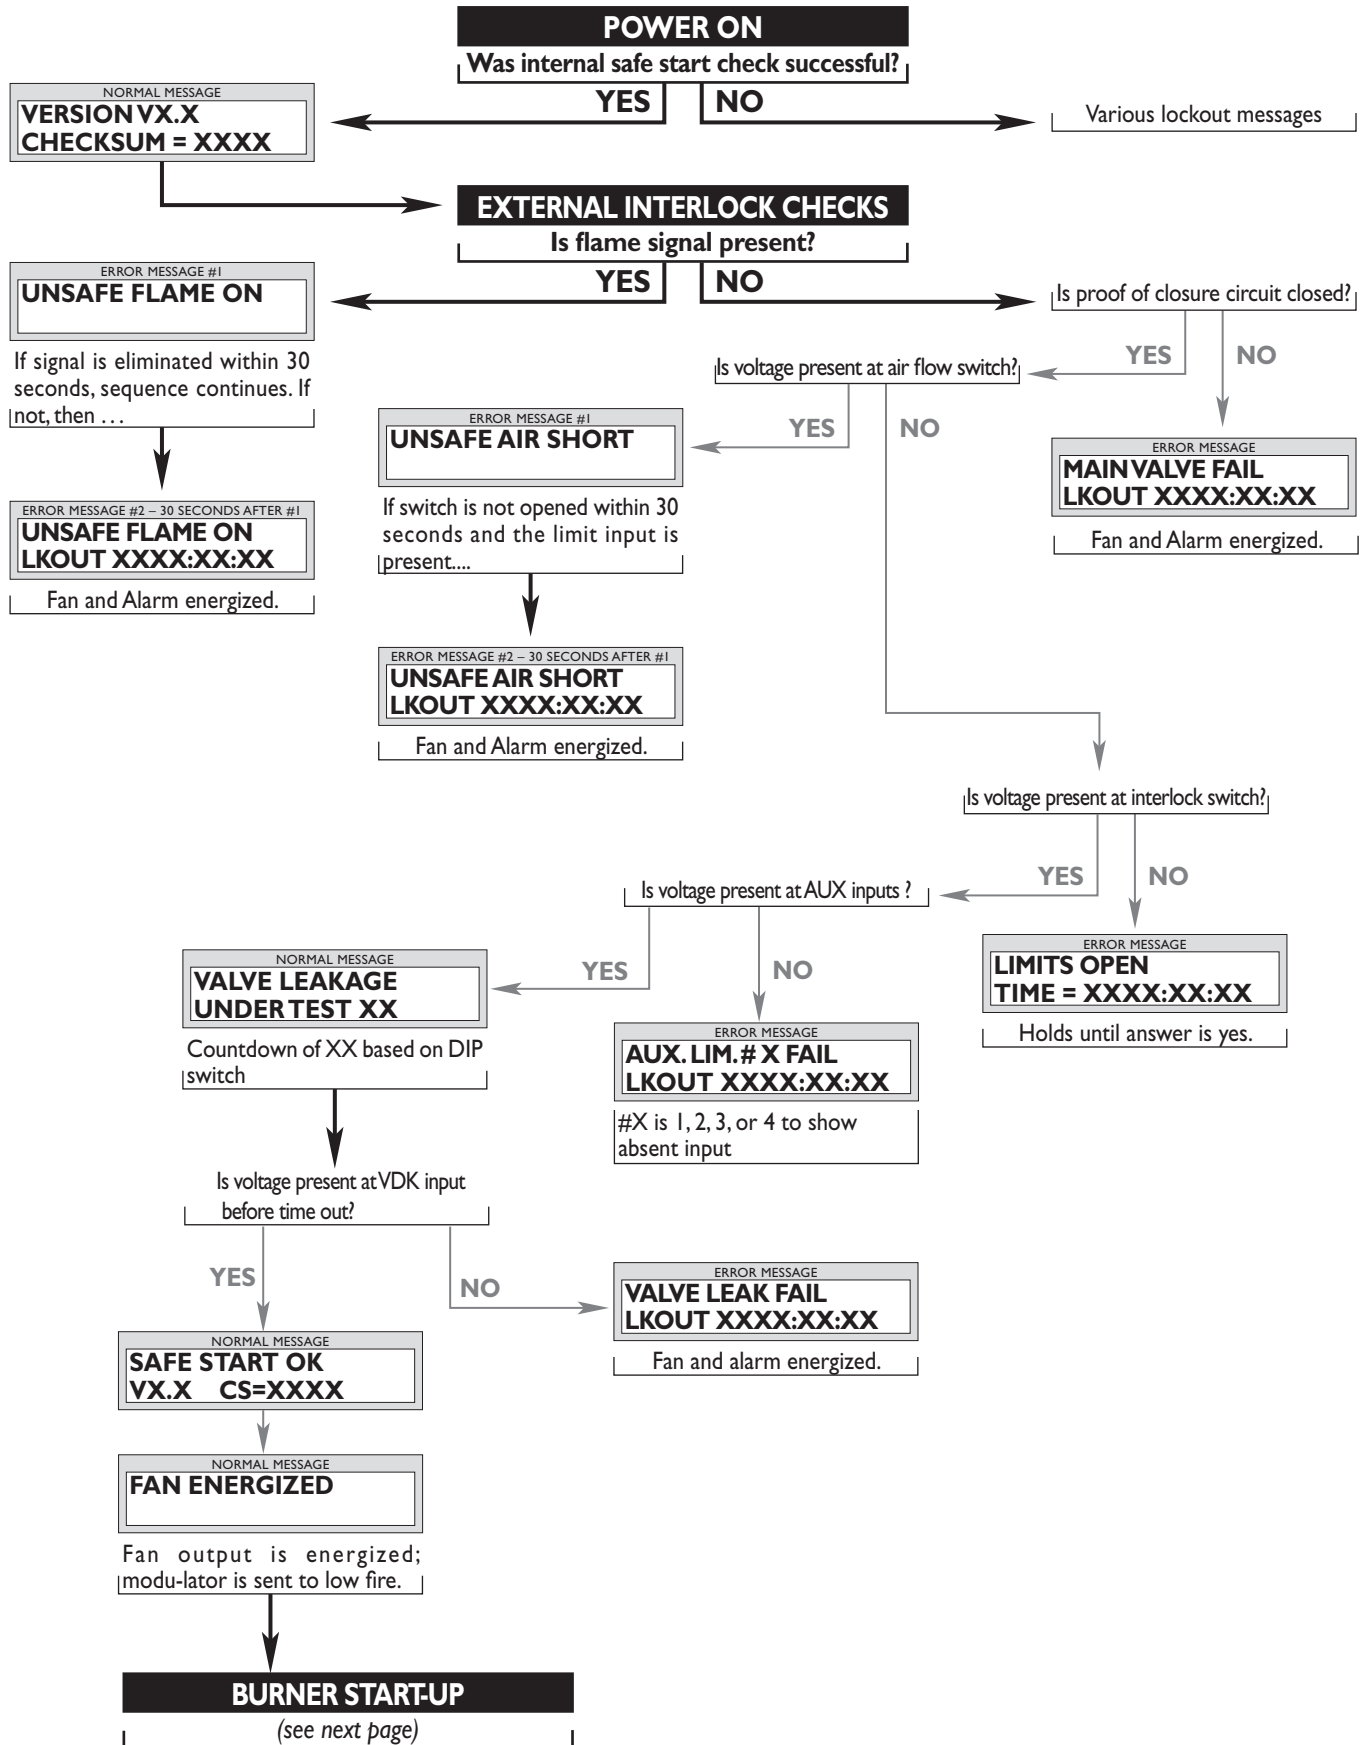 POWER ON
Was internal safe start check successful?
YES
NO
NORMAL MESSAGE
VERSION VX.X
CHECKSUM = XXXX
Various lockout messages
EXTERNAL INTERLOCK CHECKS
Is flame signal present?
YES
NO
ERROR MESSAGE #1
UNSAFE FLAME ON
If signal is eliminated within 30
seconds, sequence continues. If
not, then ...
ERROR MESSAGE #2 – 30 SECONDS AFTER #1
UNSAFE FLAME ON
LKOUT XXXX:XX:XX
Fan and Alarm energized.
Is proof of closure circuit closed?
YES
NO
ERROR MESSAGE
MAIN VALVE FAIL
LKOUT XXXX:XX:XX
Fan and Alarm energized.
Is voltage present at air flow switch?
YES
NO
ERROR MESSAGE #1
UNSAFE AIR SHORT
If switch is not opened within 30
seconds and the limit input is
present....
ERROR MESSAGE #2 – 30 SECONDS AFTER #1
UNSAFE AIR SHORT
LKOUT XXXX:XX:XX
Fan and Alarm energized.
Is voltage present at interlock switch?
YES
NO
ERROR MESSAGE
LIMITS OPEN
TIME = XXXX:XX:XX
Holds until answer is yes.
Is voltage present at AUX inputs ?
YES
NO
ERROR MESSAGE
AUX. LIM. # X FAIL
LKOUT XXXX:XX:XX
#X is 1, 2, 3, or 4 to show
absent input
NORMAL MESSAGE
VALVE LEAKAGE
UNDER TEST XX
Countdown of XX based on DIP
switch
Is voltage present at VDK input
before time out?
YES
NO
ERROR MESSAGE
VALVE LEAK FAIL
LKOUT XXXX:XX:XX
Fan and alarm energized.
NORMAL MESSAGE
SAFE START OK
VX.X CS=XXXX
NORMAL MESSAGE
FAN ENERGIZED
Fan output is energized;
modu-lator is sent to low fire.
BURNER START-UP
(see next page)